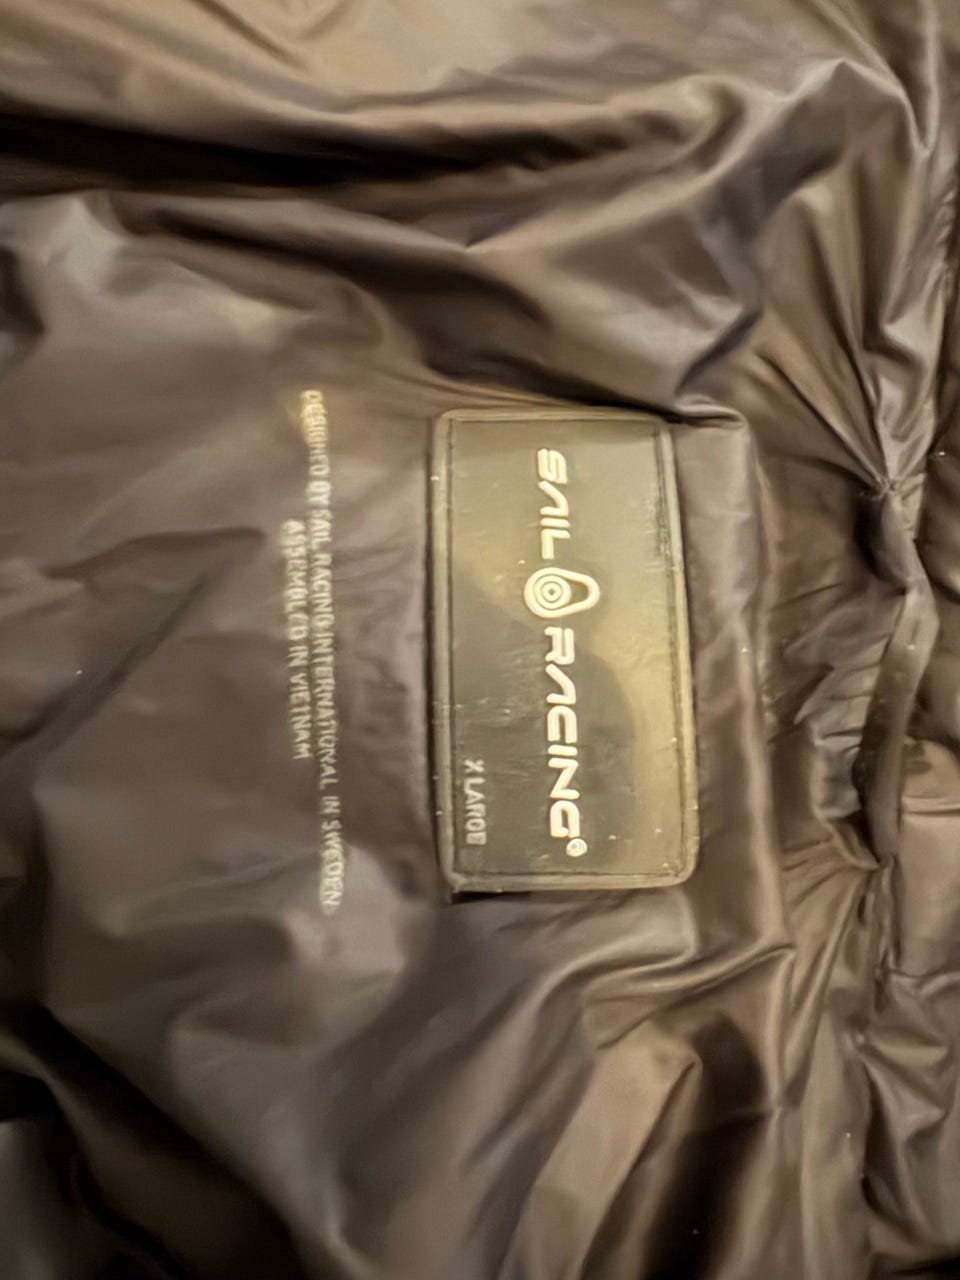 SAIL RACING®
X LARGE
DESIGNED BY SAIL RACING INTERNATIONAL IN SWEDEN
ASSEMBLED IN VIETNAM